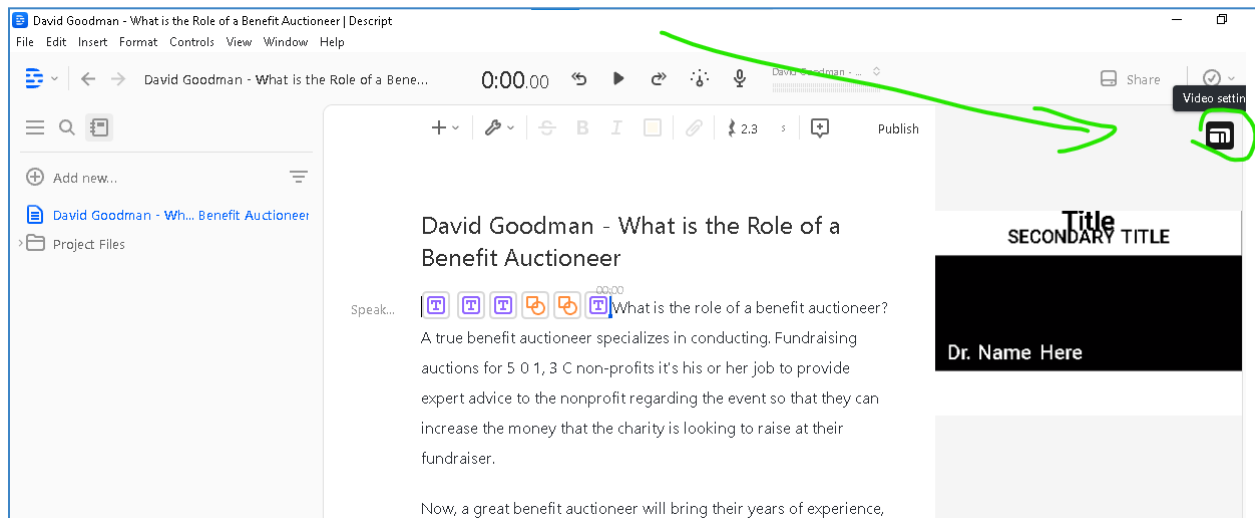 David Goodman - What is the Role of a Benefit Auctioneer | Descript
File Edit Insert Format Controls View Window Help
David Goodman - What is the Role of a Bene... 0:00.00 David Goodman - ... Share
Video settin
2.3 s Publish
Add new...
David Goodman - Wh... Benefit Auctioneer
Project Files
Title
SECONDARY TITLE
David Goodman - What is the Role of a
Benefit Auctioneer
00:00
Speak... T T T T What is the role of a benefit auctioneer?
A true benefit auctioneer specializes in conducting. Fundraising
auctions for 5 0 1, 3 C non-profits it's his or her job to provide
expert advice to the nonprofit regarding the event so that they can
increase the money that the charity is looking to raise at their
fundraiser.
Now, a great benefit auctioneer will bring their years of experience,
Dr. Name Here